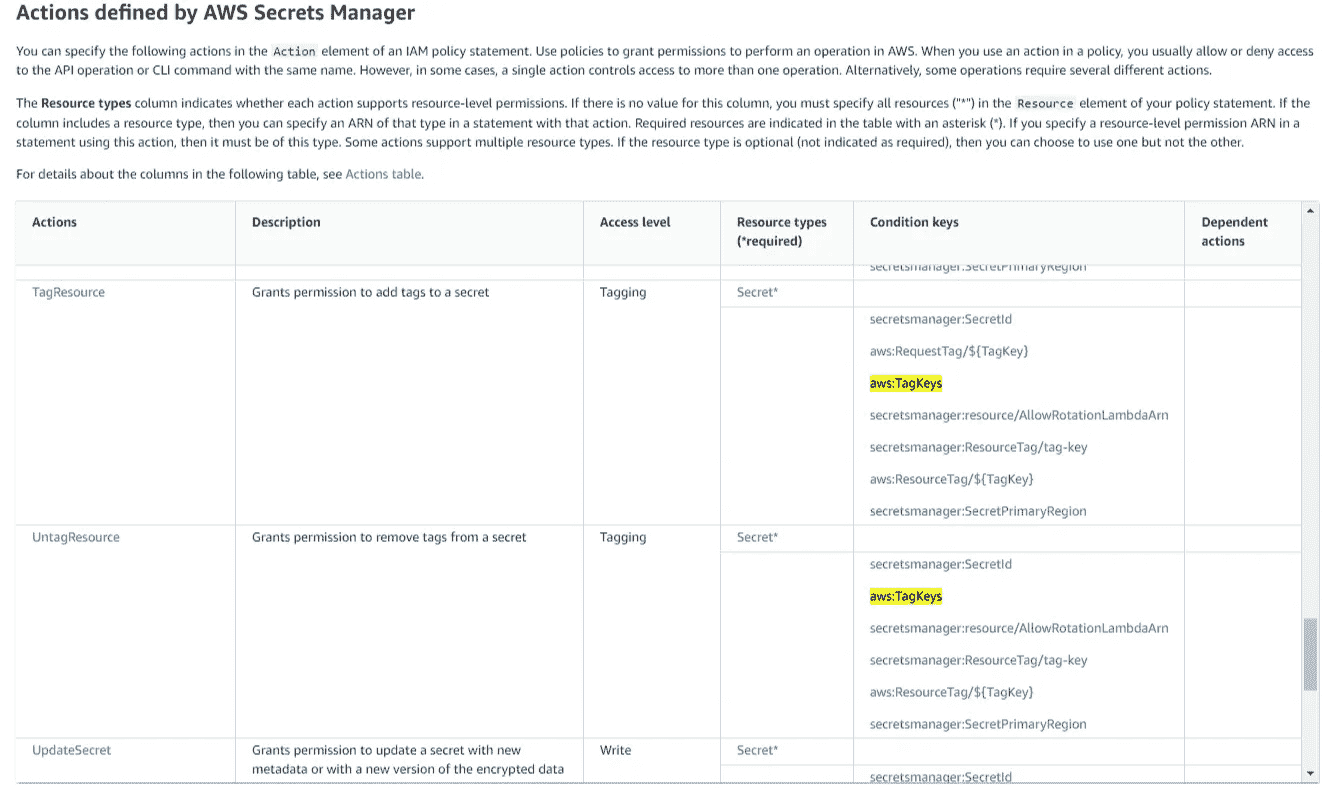 Actions defined by AWS Secrets Manager
You can specify the following actions in the Action element of an IAM policy statement. Use policies to grant permissions to perform an operation in AWS. When you use an action in a policy, you usually allow or deny access
to the API operation or CLI command with the same name. However, in some cases, a single action controls access to more than one operation. Alternatively, some operations require several different actions.
The Resource types column indicates whether each action supports resource-level permissions. If there is no value for this column, you must specify all resources ("*") in the Resource element of your policy statement. If the
column includes a resource type, then you can specify an ARN of that type in a statement with that action. Required resources are indicated in the table with an asterisk (*). If you specify a resource-level permission ARN in a
statement using this action, then it must be of this type. Some actions support multiple resource types. If the resource type is optional (not indicated as required), then you can choose to use one but not the other.
For details about the columns in the following table, see Actions table.
Actions Description Access level Resource types Condition keys Dependent
(*required) actions
secretsmanager:SecretPrimaryRegion
TagResource Grants permission to add tags to a secret Tagging Secret*
secretsmanager:SecretId
aws:RequestTag/${TagKey}
aws:TagKeys
secretsmanager:resource/AllowRotationLambdaArn
secretsmanager:ResourceTag/tag-key
aws:ResourceTag/${TagKey}
secretsmanager:SecretPrimaryRegion
UntagResource Grants permission to remove tags from a secret Tagging Secret*
secretsmanager:SecretId
aws:TagKeys
secretsmanager:resource/AllowRotationLambdaArn
secretsmanager:ResourceTag/tag-key
aws:ResourceTag/${TagKey}
secretsmanager:SecretPrimaryRegion
UpdateSecret Grants permission to update a secret with new Write Secret*
metadata or with a new version of the encrypted data
secretsmanager:SecretId